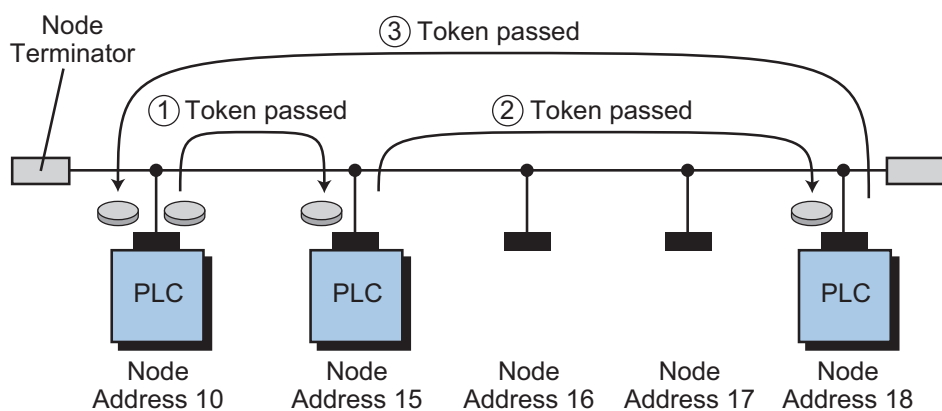 Node
Terminator
③ Token passed
① Token passed
② Token passed
PLC
PLC
PLC
Node
Address 10
Node
Address 15
Node
Address 16
Node
Address 17
Node
Address 18